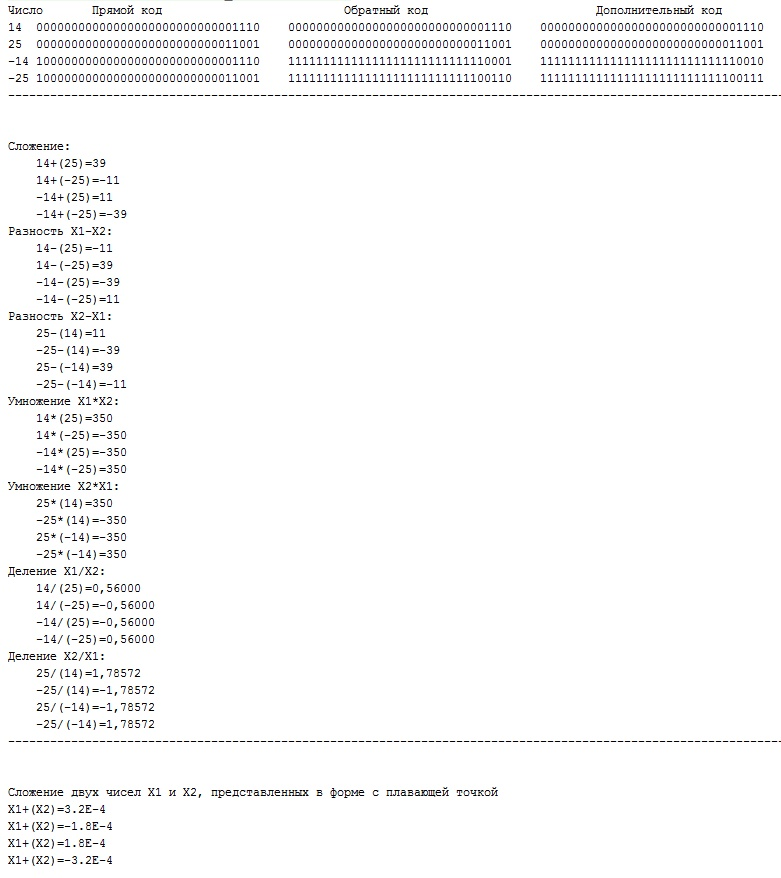 Число Прямой код Обратный код Дополнительный код
14 00000000000000000000000000001110 00000000000000000000000000001110 00000000000000000000000000001110
25 00000000000000000000000000011001 00000000000000000000000000011001 00000000000000000000000000011001
-14 10000000000000000000000000001110 11111111111111111111111111110001 11111111111111111111111111110010
-25 10000000000000000000000000011001 11111111111111111111111111100110 11111111111111111111111111100111
Сложение:
14+(25)=39
14+(-25)=-11
-14+(25)=11
-14+(-25)=-39
Разность X1-X2:
14-(25)=-11
14-(-25)=39
-14-(25)=-39
-14-(-25)=11
Разность X2-X1:
25-(14)=11
-25-(14)=-39
25-(-14)=39
-25-(-14)=-11
Умножение X1*X2:
14*(25)=350
14*(-25)=-350
-14*(25)=-350
-14*(-25)=350
Умножение X2*X1:
25*(14)=350
-25*(14)=-350
25*(-14)=-350
-25*(-14)=350
Деление X1/X2:
14/(25)=0,56000
14/(-25)=-0,56000
-14/(25)=-0,56000
-14/(-25)=0,56000
Деление X2/X1:
25/(14)=1,78572
-25/(14)=-1,78572
25/(-14)=-1,78572
-25/(-14)=1,78572
Сложение двух чисел X1 и X2, представленных в форме с плавающей точкой
X1+(X2)=3.2E-4
X1+(X2)=-1.8E-4
X1+(X2)=1.8E-4
X1+(X2)=-3.2E-4